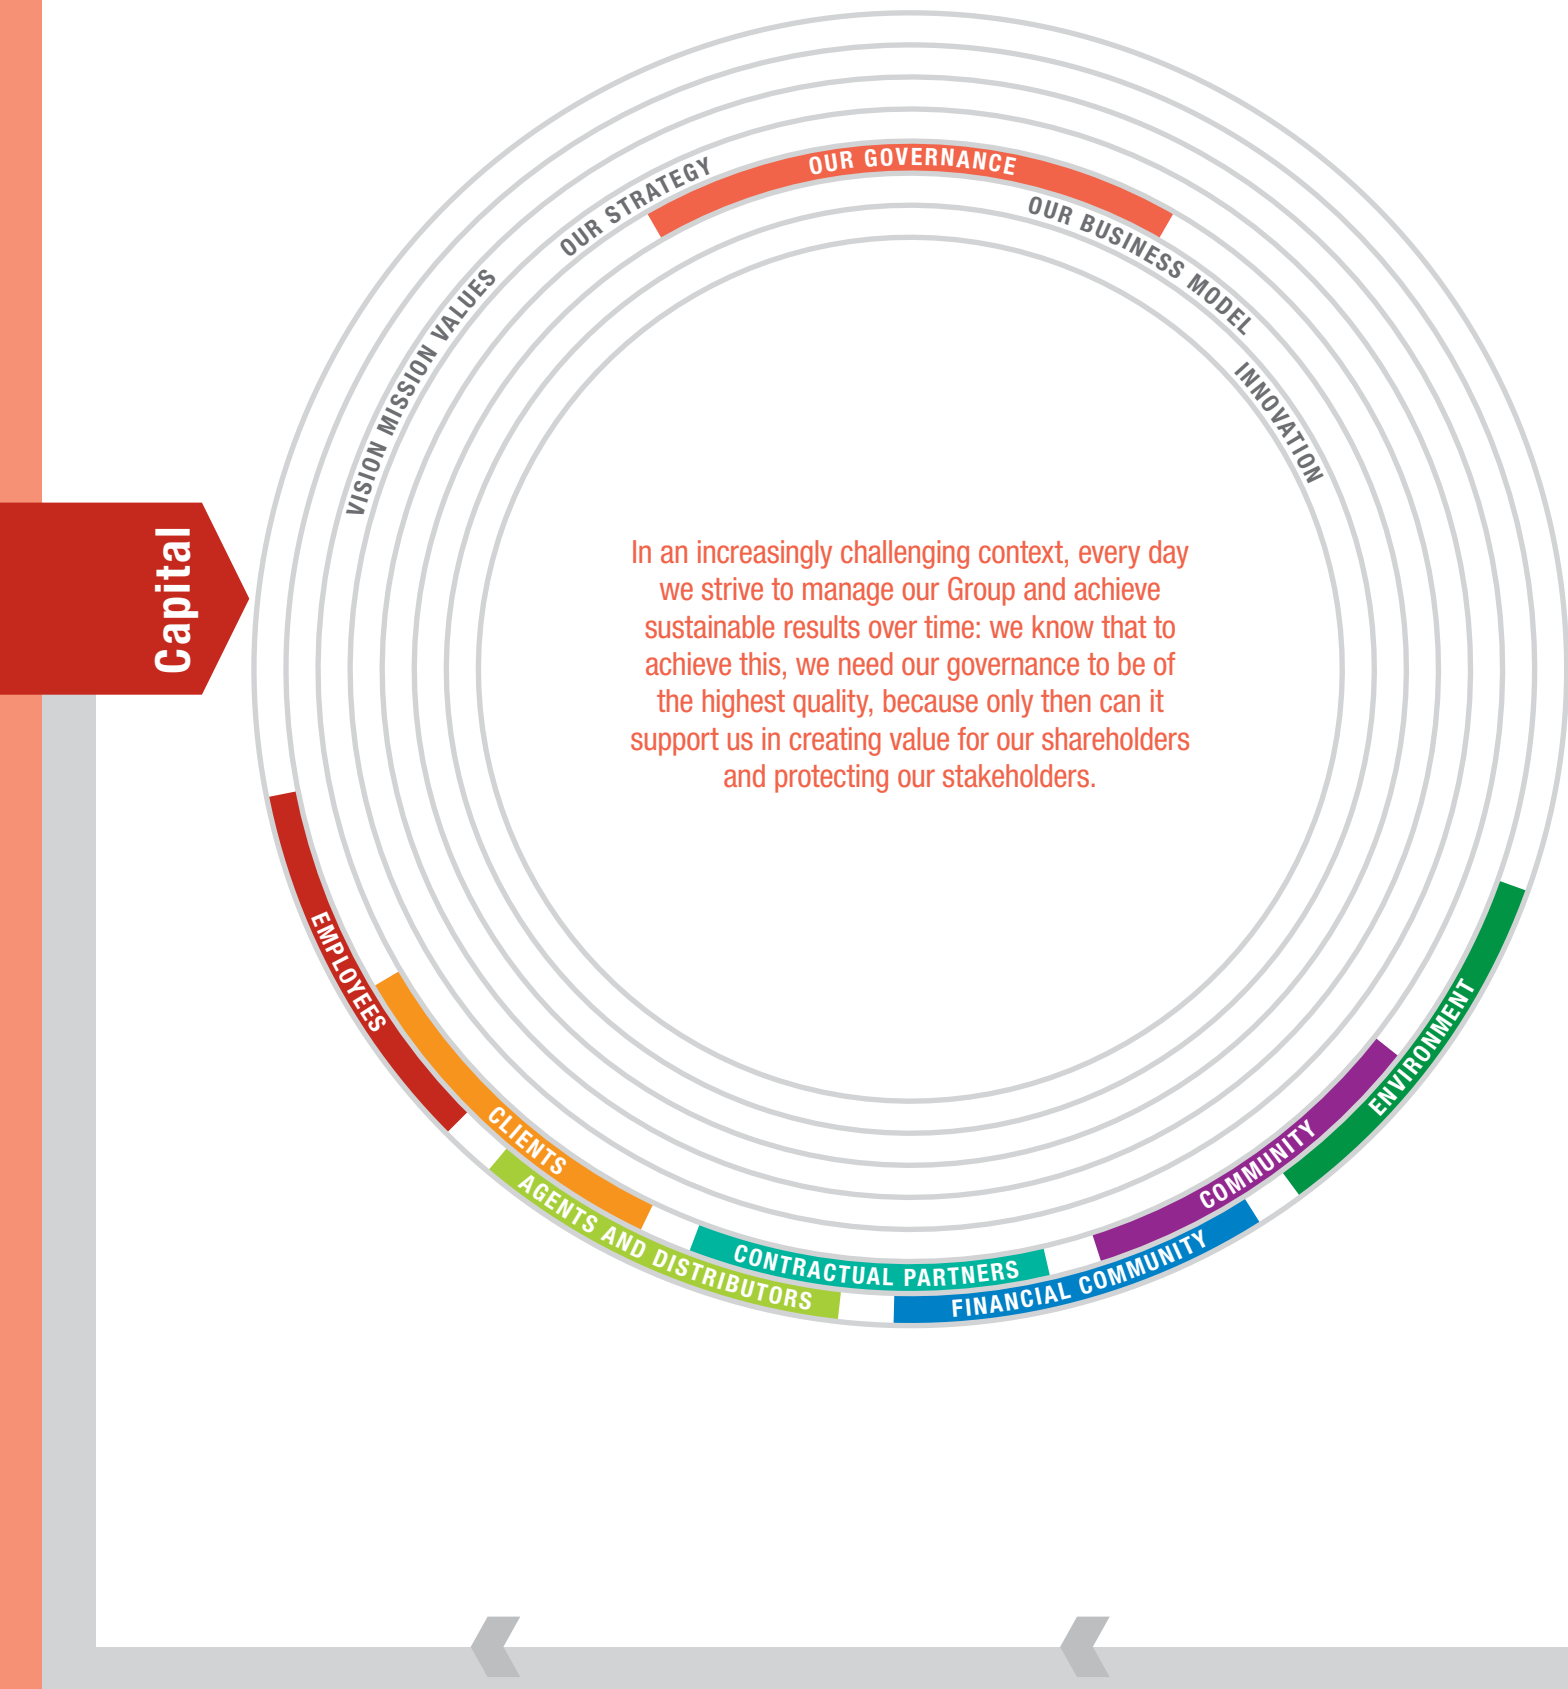 OUR GOVERNANCE
OUR STRATEGY
OUR BUSINESS MODEL
VISION MISSION VALUES
INNOVATION
Capital
In an increasingly challenging context, every day
we strive to manage our Group and achieve
sustainable results over time: we know that to
achieve this, we need our governance to be of
the highest quality, because only then can it
support us in creating value for our shareholders
and protecting our stakeholders.
EMPLOYEES
CLIENTS
AGENTS AND DISTRIBUTORS
CONTRACTUAL PARTNERS
FINANCIAL COMMUNITY
COMMUNITY
ENVIRONMENT